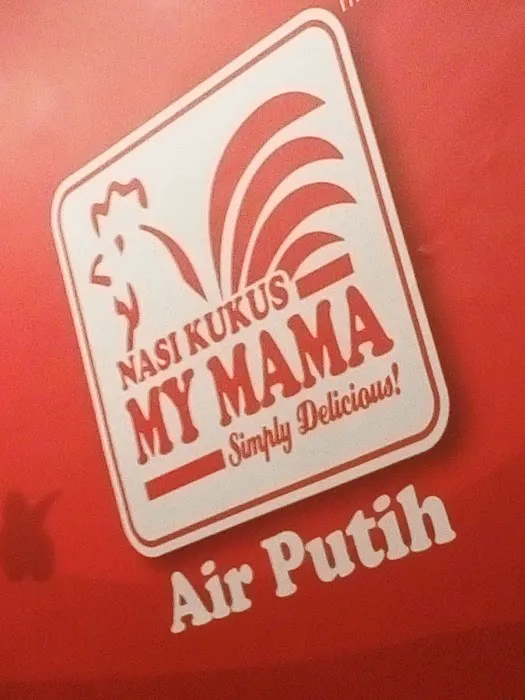 NASI KUKUS
MY MAMA
Simply Delicious!
Air Putih